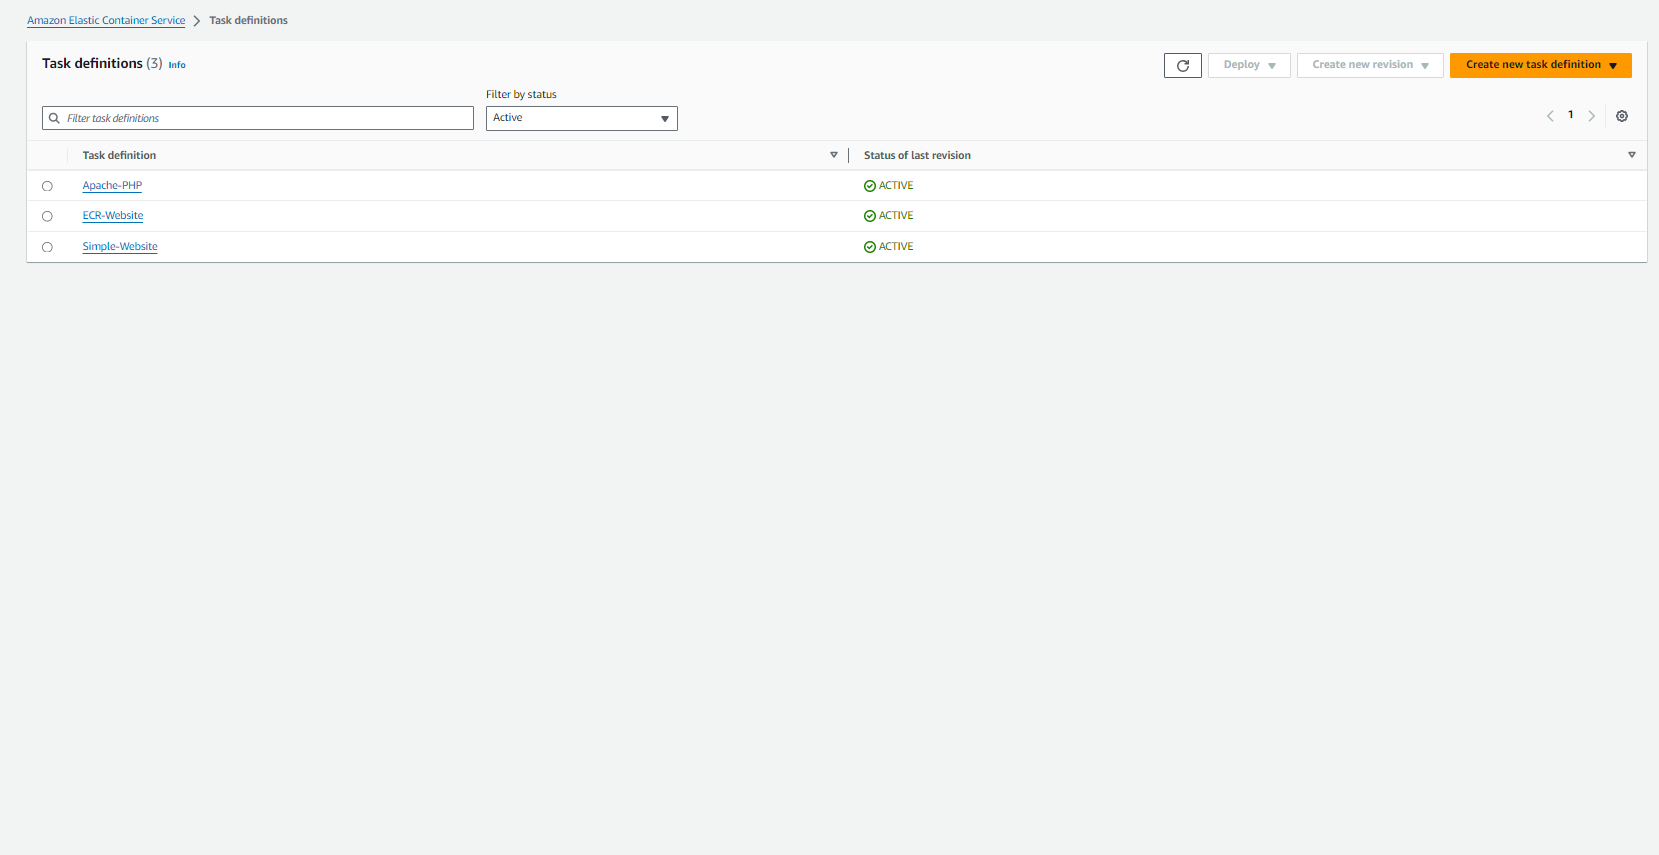 Amazon Elastic Container Service > Task definitions
Task definitions (3) Info
Deploy
Create new revision
Create new task definition
Filter by status
Filter task definitions
Active
1
Task definition
Status of last revision
Apache-PHP
ACTIVE
ECR-Website
ACTIVE
Simple-Website
ACTIVE